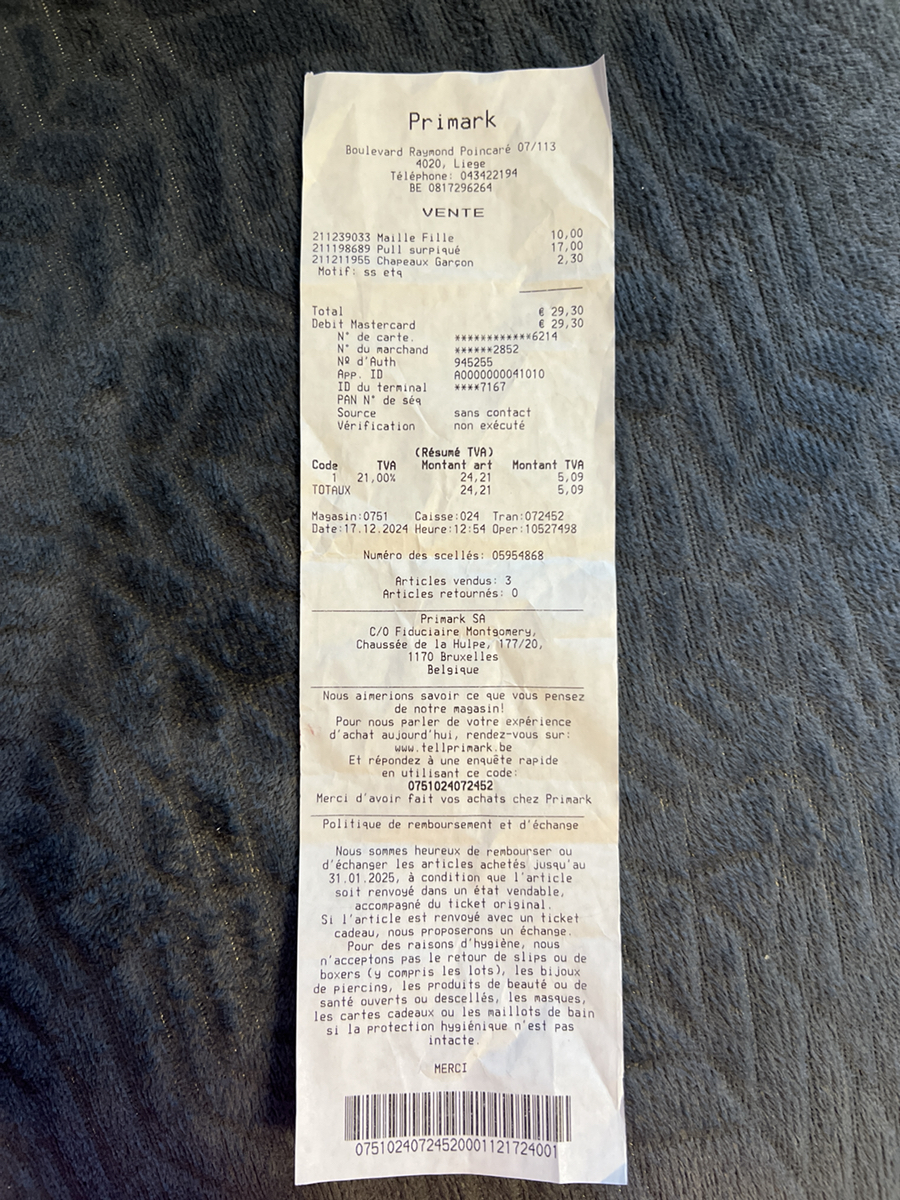 Primark
Boulevard Raymond Poincaré 07/113
4020, Liege
Téléphone: 043422194
BE 0817296264
VENTE
211239033 Maille Fille 10,00
211198689 Pull surpiqué 17,00
211211955 Chapeaux Garçon 2,30
Motif: ss etq
Total € 29,30
Debit Mastercard € 29,30
N° de carte. ************6214
N° du marchand ******2852
Nº d'Auth 945255
App. ID A0000000041010
ID du terminal ****7167
PAN N° de séq
Source sans contact
Vérification non exécuté
(Résumé TVA)
Code TVA Montant art Montant TVA
1 21,00% 24,21 5,09
TOTAUX 24,21 5,09
Magasin:0751 Caisse:024 Tran:072452
Date:17.12.2024 Heure:12:54 Oper:10527498
Numéro des scellés: 05954868
Articles vendus: 3
Articles retournés: 0
Primark SA
C/O Fiduciaire Montgomery,
Chaussée de la Hulpe, 177/20,
1170 Bruxelles
Belgique
Nous aimerions savoir ce que vous pensez
de notre magasin!
Pour nous parler de votre expérience
d'achat aujourd'hui, rendez-vous sur:
www.tellprimark.be
Et répondez à une enquête rapide
en utilisant ce code:
0751024072452
Merci d'avoir fait vos achats chez Primark
Politique de remboursement et d'échange
Nous sommes heureux de rembourser ou
d'échanger les articles achetés jusqu'au
31.01.2025, à condition que l'article
soit renvoyé dans un état vendable,
accompagné du ticket original.
Si l'article est renvoyé avec un ticket
cadeau, nous proposerons un échange.
Pour des raisons d'hygiène, nous
n'acceptons pas le retour de slips ou de
boxers (y compris les lots), les bijoux
de piercing, les produits de beauté ou de
santé ouverts ou descellés, les masques,
les cartes cadeaux ou les maillots de bain
si la protection hygiénique n'est pas
intacte.
MERCI
07510240724520001121724001